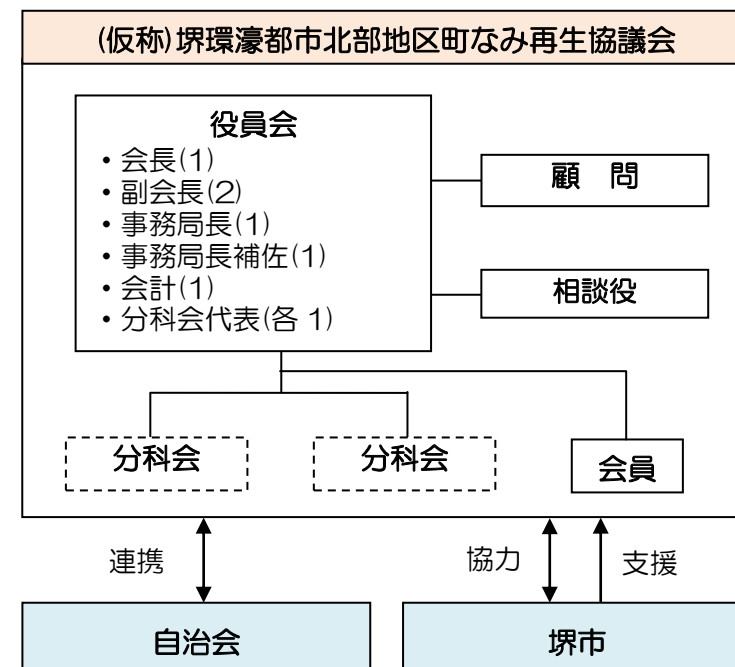 (仮称)堺環濠都市北部地区町なみ再生協議会
役員会
・会長(1)
・副会長(2)
・事務局長(1)
・事務局長補佐(1)
・会計(1)
・分科会代表(各 1)
顧　問
相談役
分科会
分科会
会員
連携
協力
支援
自治会
堺市